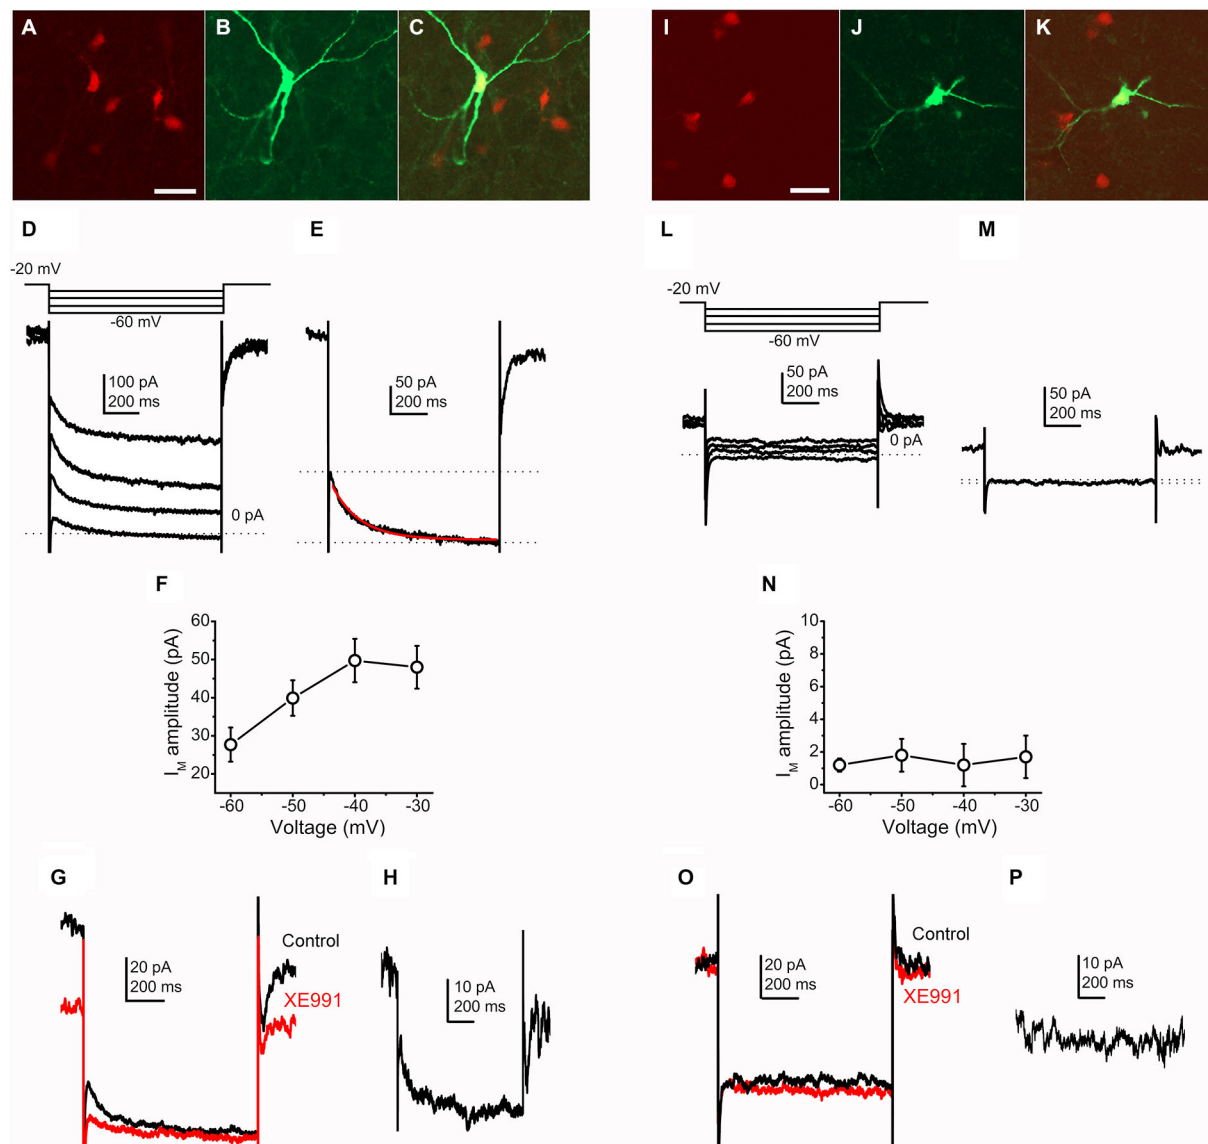 A
B
C
I
J
K
D
E
L
M
-20 mV
-60 mV
100 pA
200 ms
0 pA
50 pA
200 ms
-20 mV
-60 mV
50 pA
200 ms
0 pA
50 pA
200 ms
F
I_M amplitude (pA)
60
50
40
30
20
-60
-50
-40
-30
Voltage (mV)
N
I_M amplitude (pA)
10
8
6
4
2
0
-60
-50
-40
-30
Voltage (mV)
G
Control
20 pA
200 ms
XE991
H
10 pA
200 ms
O
Control
20 pA
200 ms
XE991
P
10 pA
200 ms